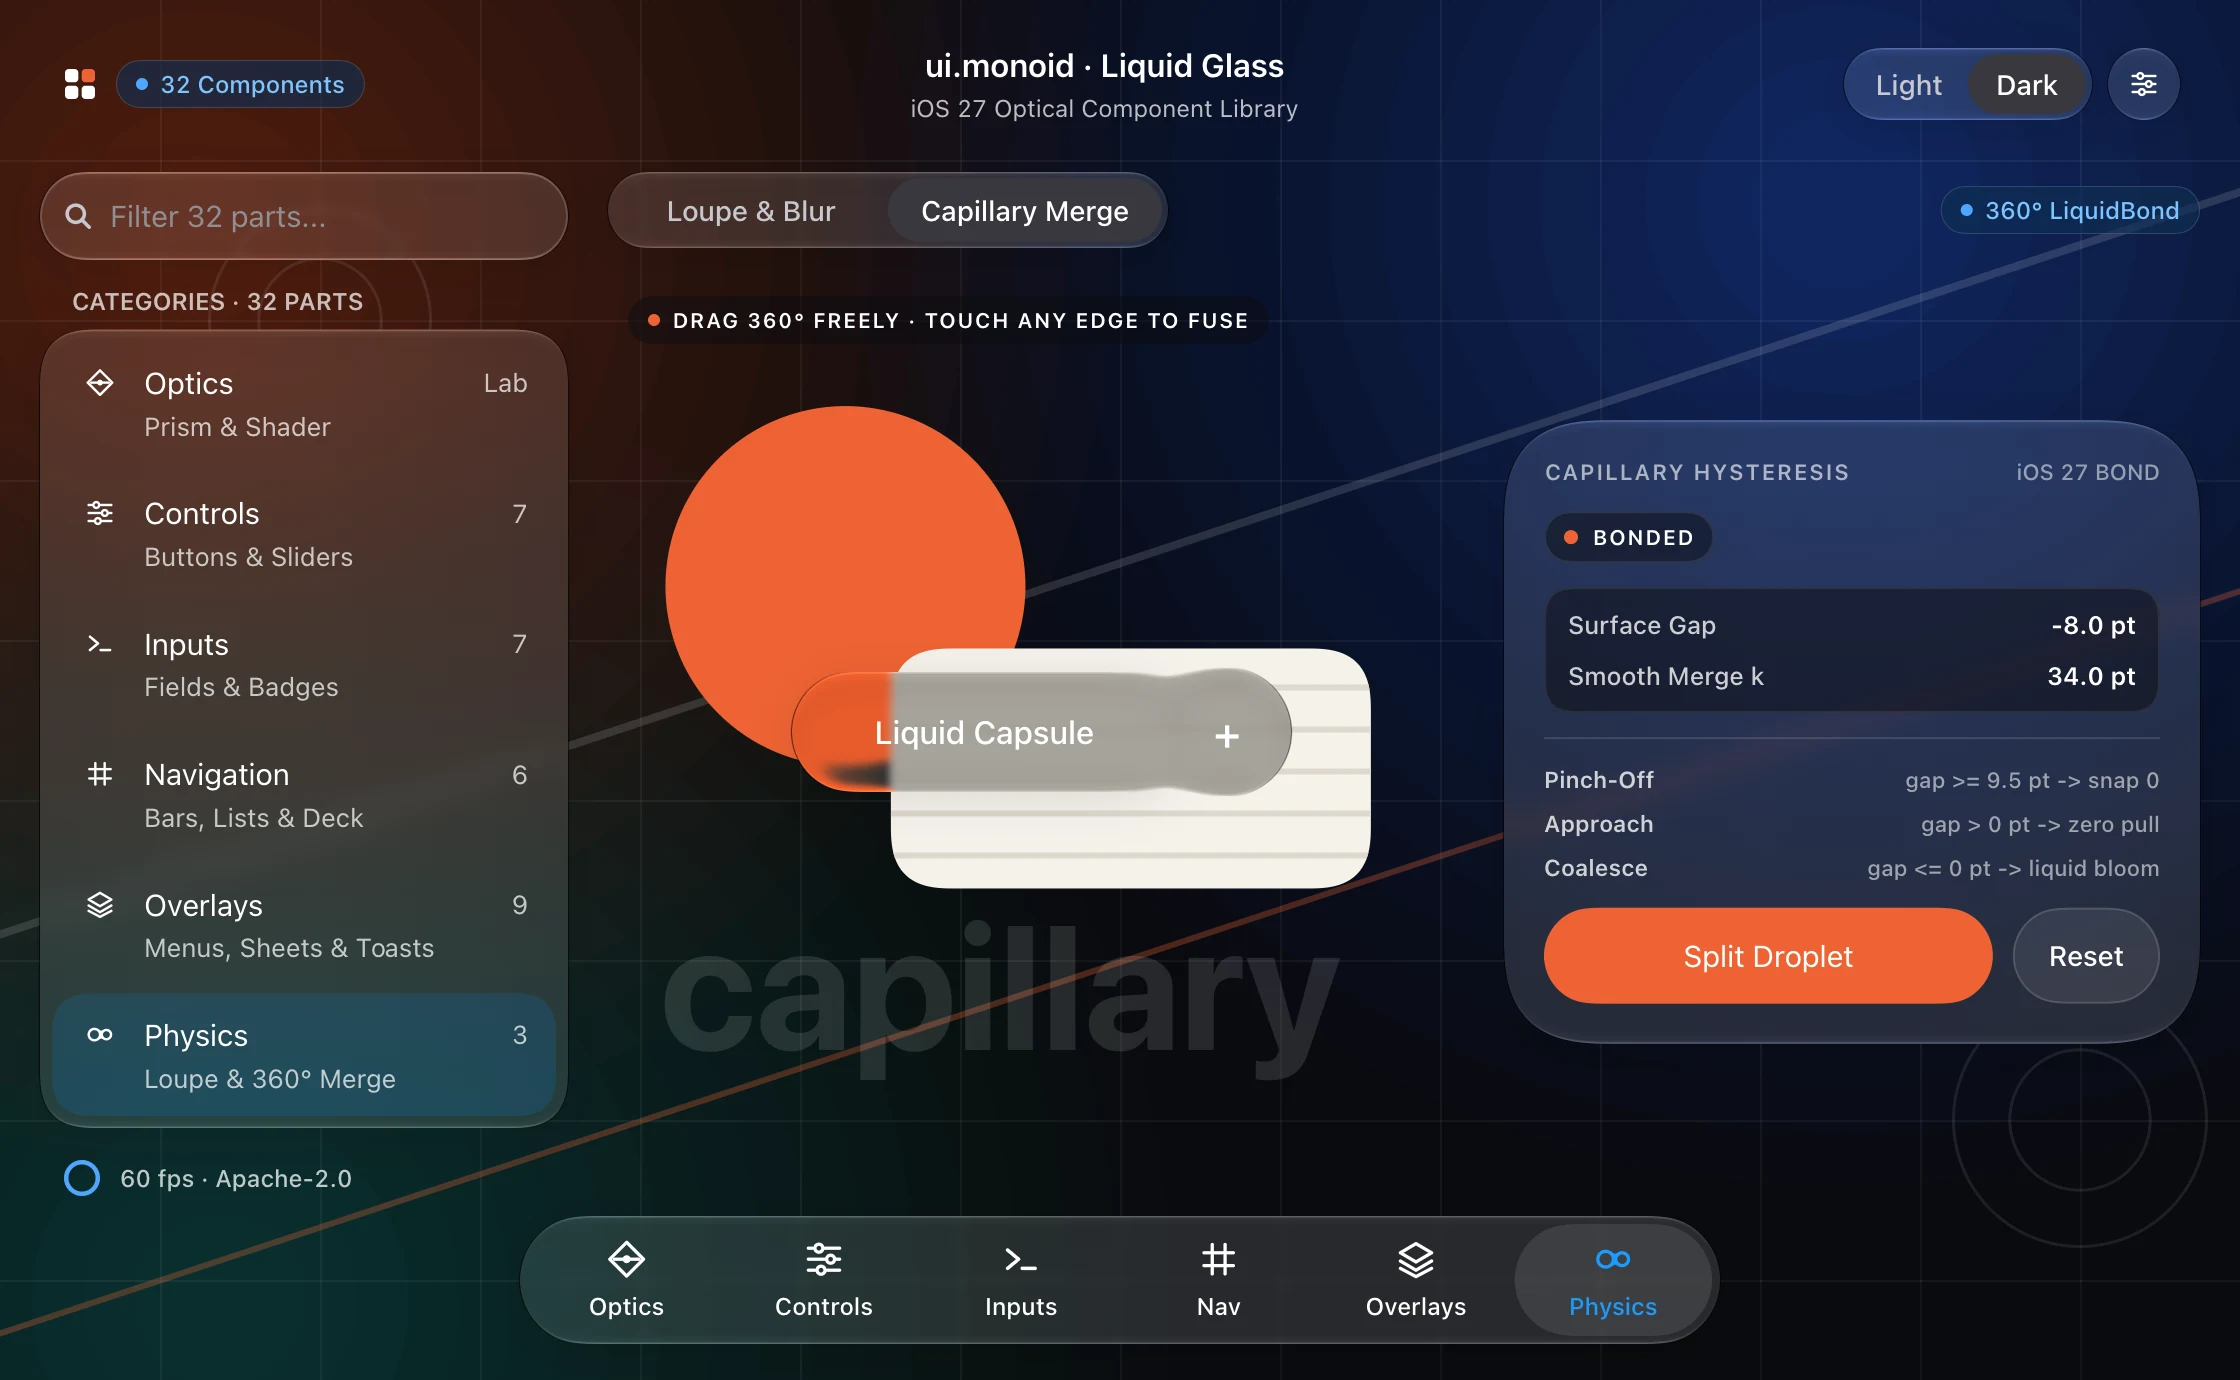 32 Components
ui.monoid · Liquid Glass
iOS 27 Optical Component Library
Light
Dark
Filter 32 parts...
Loupe & Blur
Capillary Merge
360° LiquidBond
CATEGORIES · 32 PARTS
DRAG 360° FREELY · TOUCH ANY EDGE TO FUSE
Optics
Lab
Prism & Shader
Controls
7
Buttons & Sliders
Inputs
7
Fields & Badges
Navigation
6
Bars, Lists & Deck
Overlays
9
Menus, Sheets & Toasts
Physics
3
Loupe & 360° Merge
60 fps · Apache-2.0
Liquid Capsule
+
capillary
CAPILLARY HYSTERESIS
iOS 27 BOND
BONDED
Surface Gap
-8.0 pt
Smooth Merge k
34.0 pt
Pinch-Off
gap >= 9.5 pt -> snap 0
Approach
gap > 0 pt -> zero pull
Coalesce
gap <= 0 pt -> liquid bloom
Split Droplet
Reset
Optics
Controls
Inputs
Nav
Overlays
Physics